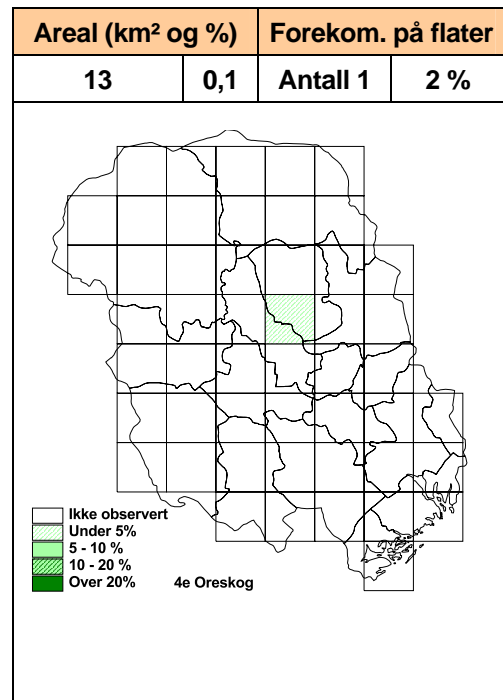 Areal (km² og %) Forekom. på flater
13 0,1 Antall 1 2 %
Ikke observert
Under 5%
5 - 10 %
10 - 20 %
Over 20% 4e Oreskog